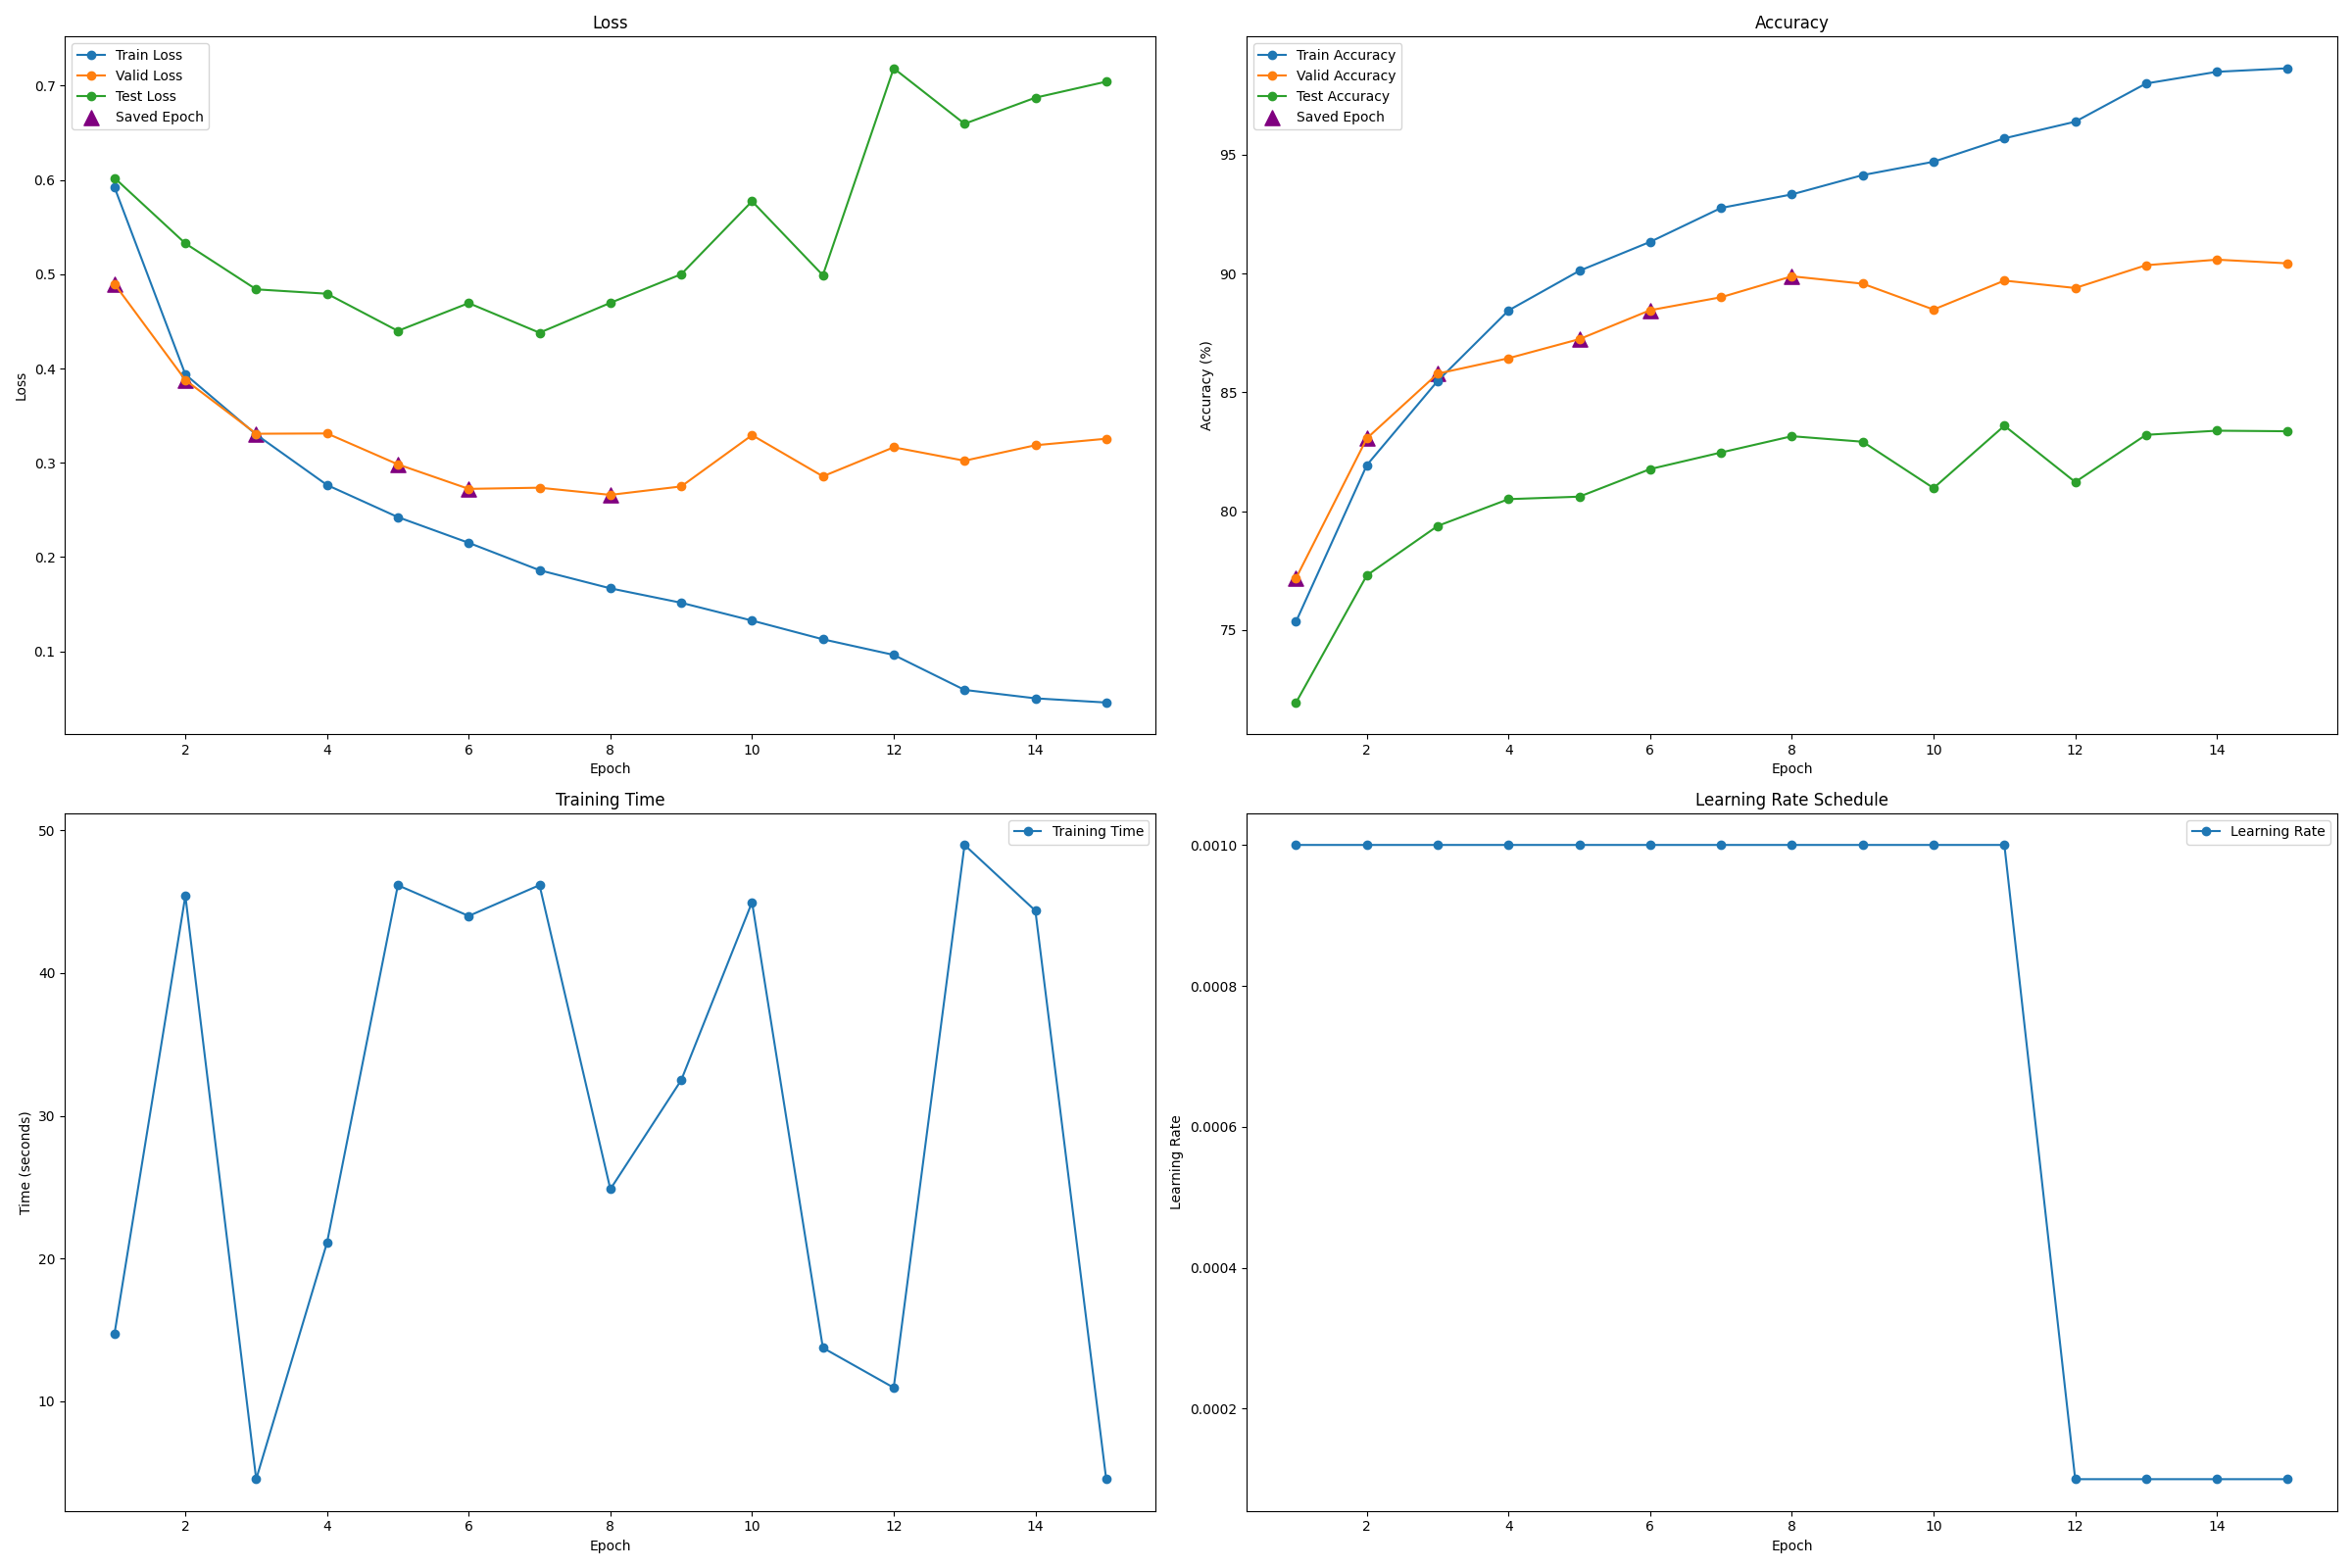 Loss
Train Loss
Valid Loss
Test Loss
Saved Epoch
Loss
0.7
0.6
0.5
0.4
0.3
0.2
0.1
2 4 6 8 10 12 14
Epoch
Accuracy
Train Accuracy
Valid Accuracy
Test Accuracy
Saved Epoch
Accuracy (%)
95
90
85
80
75
2 4 6 8 10 12 14
Epoch
Training Time
Training Time
Time (seconds)
50
40
30
20
10
2 4 6 8 10 12 14
Epoch
Learning Rate Schedule
Learning Rate
Learning Rate
0.0010
0.0008
0.0006
0.0004
0.0002
2 4 6 8 10 12 14
Epoch